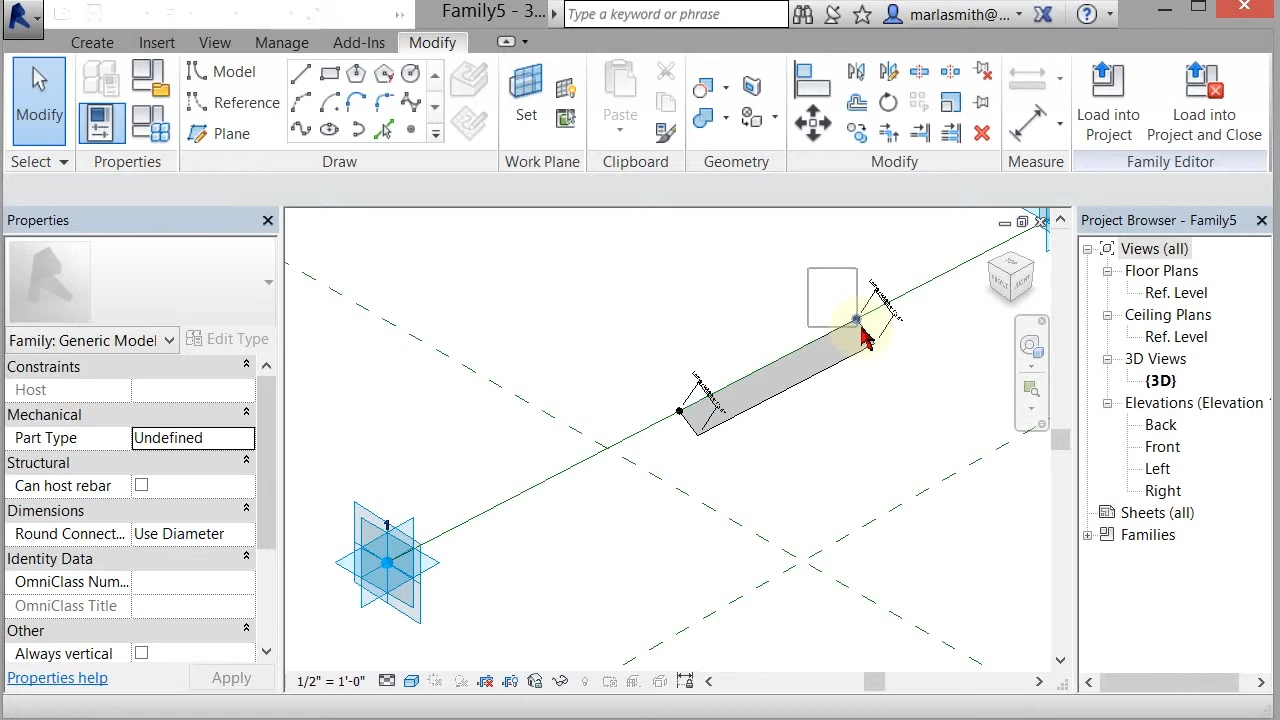 Family5 - 3...
Type a keyword or phrase
marlasmith@...
Create
Insert
View
Manage
Add-Ins
Modify
Modify
Model
Reference
Plane
Set
Paste
Load into
Project
Load into
Project and Close
Select
Properties
Draw
Work Plane
Clipboard
Geometry
Modify
Measure
Family Editor
Properties
Family: Generic Model
Edit Type
Constraints
Host
Mechanical
Part Type
Undefined
Structural
Can host rebar
Dimensions
Round Connect...
Use Diameter
Identity Data
OmniClass Num...
OmniClass Title
Other
Always vertical
Properties help
Apply
1
TOP
FRONT
RIGHT
1/2" = 1'-0"
Project Browser - Family5
Views (all)
Floor Plans
Ref. Level
Ceiling Plans
Ref. Level
3D Views
{3D}
Elevations (Elevation
Back
Front
Left
Right
Sheets (all)
Families